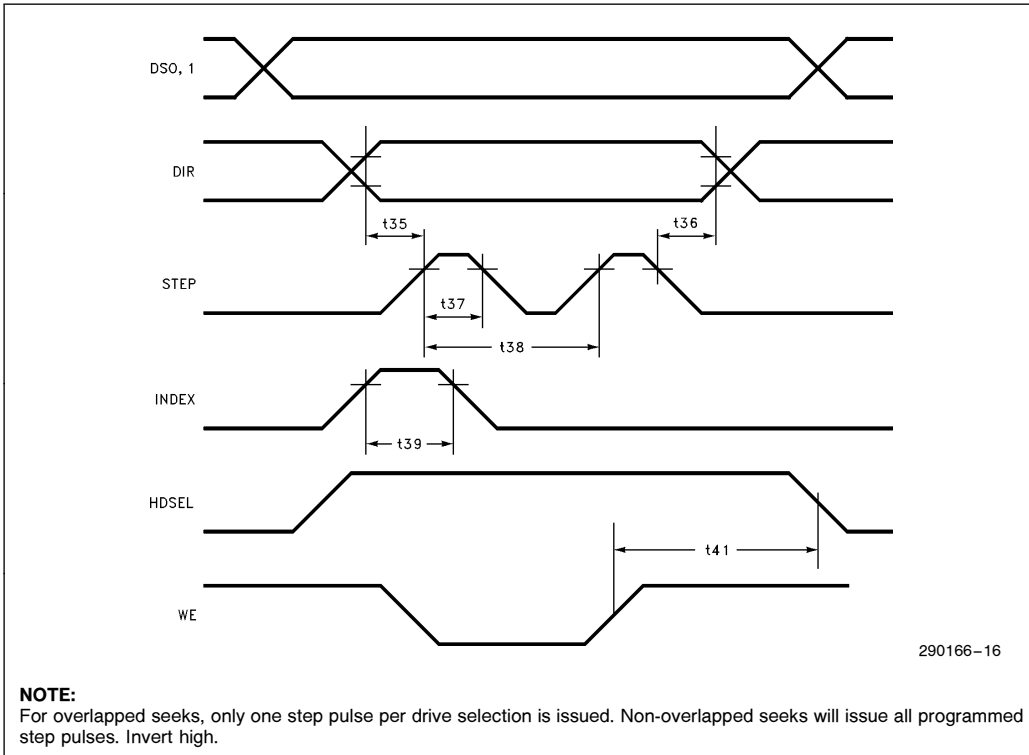 DSO, 1
DIR
t35
t36
STEP
t37
t38
INDEX
t39
HDSEL
t41
WE
290166–16
NOTE:
For overlapped seeks, only one step pulse per drive selection is issued. Non-overlapped seeks will issue all programmed
step pulses. Invert high.